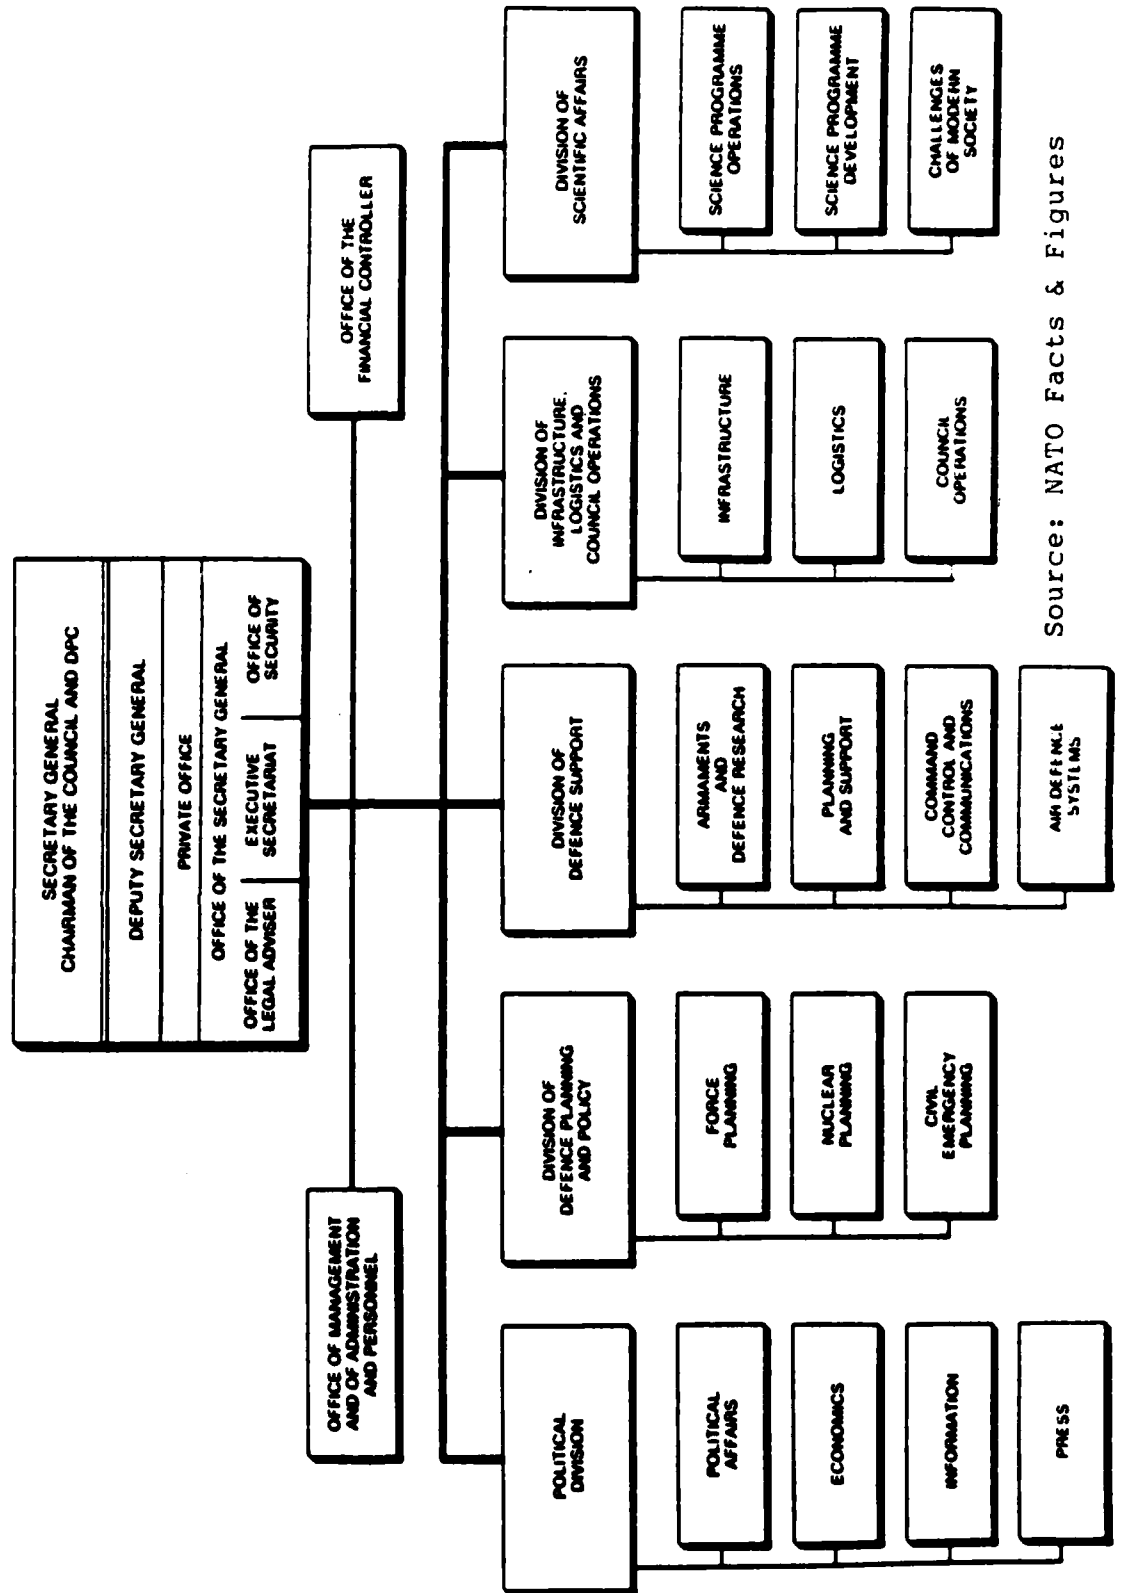 SECRETARY GENERAL
CHAIRMAN OF THE COUNCIL AND DPC
DEPUTY SECRETARY GENERAL
PRIVATE OFFICE
OFFICE OF THE SECRETARY GENERAL
OFFICE OF THE
LEGAL ADVISER
EXECUTIVE
SECRETARIAT
OFFICE OF
SECURITY
OFFICE OF MANAGEMENT
AND OF ADMINISTRATION
AND PERSONNEL
OFFICE OF THE
FINANCIAL CONTROLLER
POLITICAL
DIVISION
POLITICAL
AFFAIRS
ECONOMICS
INFORMATION
PRESS
DIVISION OF
DEFENCE PLANNING
AND POLICY
FORCE
PLANNING
NUCLEAR
PLANNING
CIVIL
EMERGENCY
PLANNING
DIVISION OF
DEFENCE SUPPORT
ARMAMENTS
AND
DEFENCE RESEARCH
PLANNING
AND SUPPORT
COMMAND
CONTROL AND
COMMUNICATIONS
AIR DEFENCE
SYSTEMS
DIVISION OF
INFRASTRUCTURE,
LOGISTICS AND
COUNCIL OPERATIONS
INFRASTRUCTURE
LOGISTICS
COUNCIL
OPERATIONS
DIVISION OF
SCIENTIFIC AFFAIRS
SCIENCE PROGRAMME
OPERATIONS
SCIENCE PROGRAMME
DEVELOPMENT
CHALLENGES
OF MODERN
SOCIETY
Source: NATO Facts & Figures